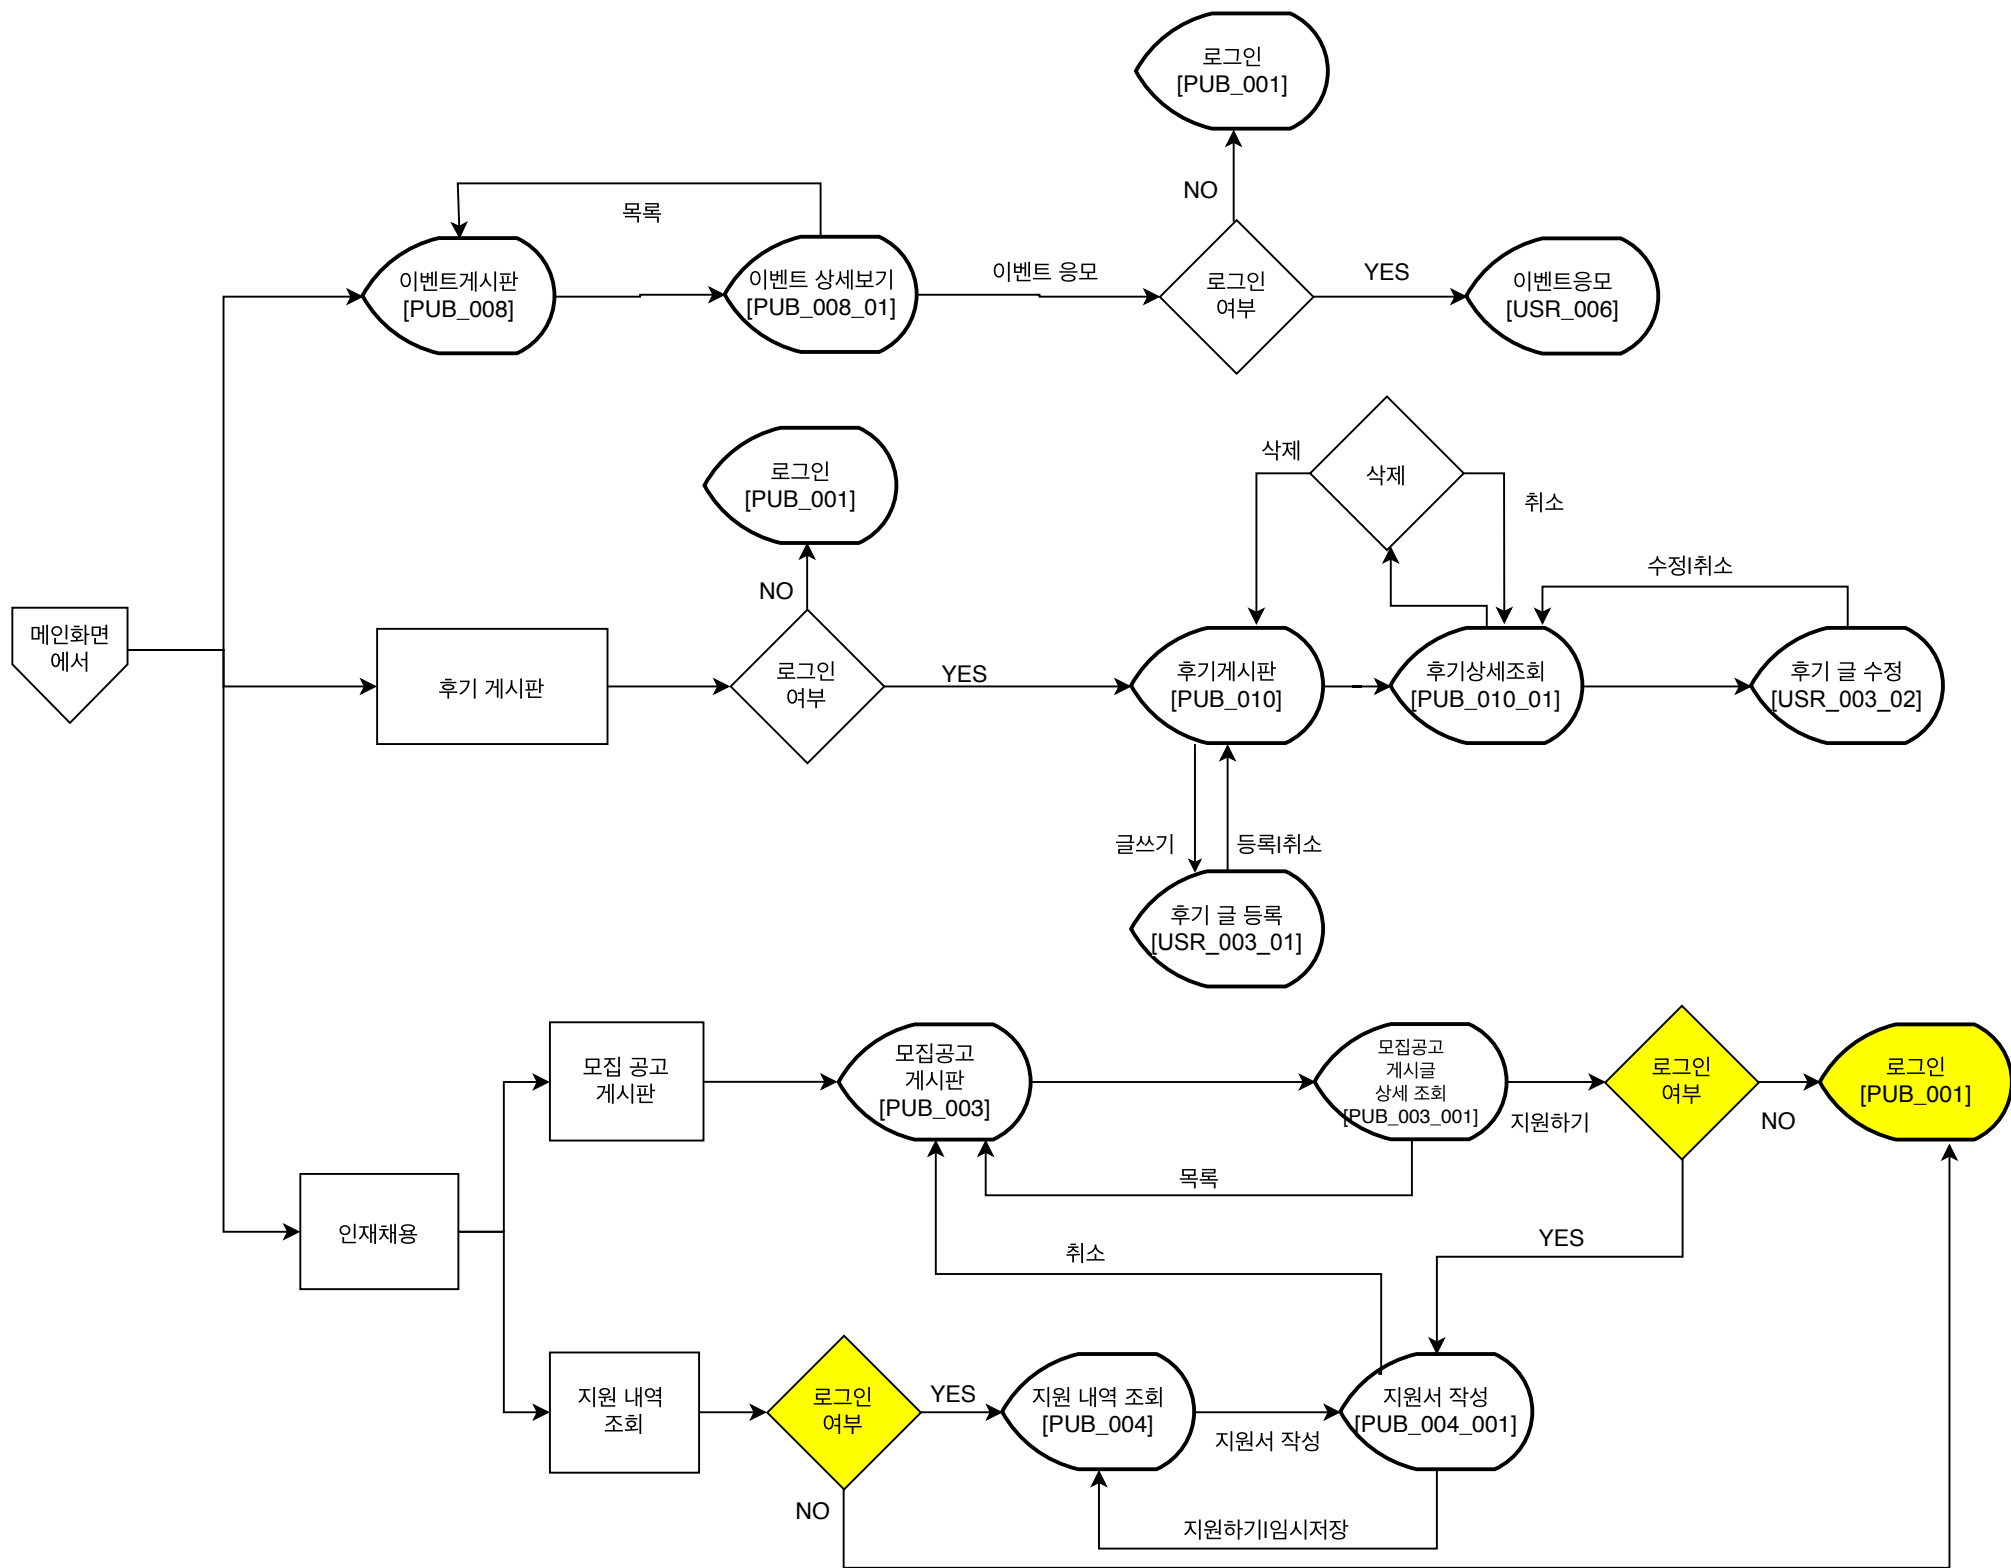 로그인
[PUB_001]
NO
목록
이벤트게시판
[PUB_008]
이벤트 상세보기
[PUB_008_01]
이벤트 응모
로그인
여부
YES
이벤트응모
[USR_006]
로그인
[PUB_001]
NO
삭제
삭제
취소
수정|취소
메인화면
에서
후기 게시판
로그인
여부
YES
후기게시판
[PUB_010]
후기상세조회
[PUB_010_01]
후기 글 수정
[USR_003_02]
글쓰기
등록|취소
후기 글 등록
[USR_003_01]
모집 공고
게시판
모집공고
게시판
[PUB_003]
모집공고
게시글
상세 조회
[PUB_003_001]
지원하기
로그인
여부
NO
로그인
[PUB_001]
목록
인재채용
취소
YES
지원 내역
조회
로그인
여부
YES
지원 내역 조회
[PUB_004]
지원서 작성
지원서 작성
[PUB_004_001]
NO
지원하기|임시저장